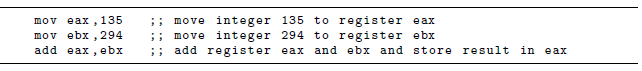 mov eax,135   ;; move integer 135 to register eax
mov ebx,294   ;; move integer 294 to register ebx
add eax,ebx   ;; add register eax and ebx and store result in eax